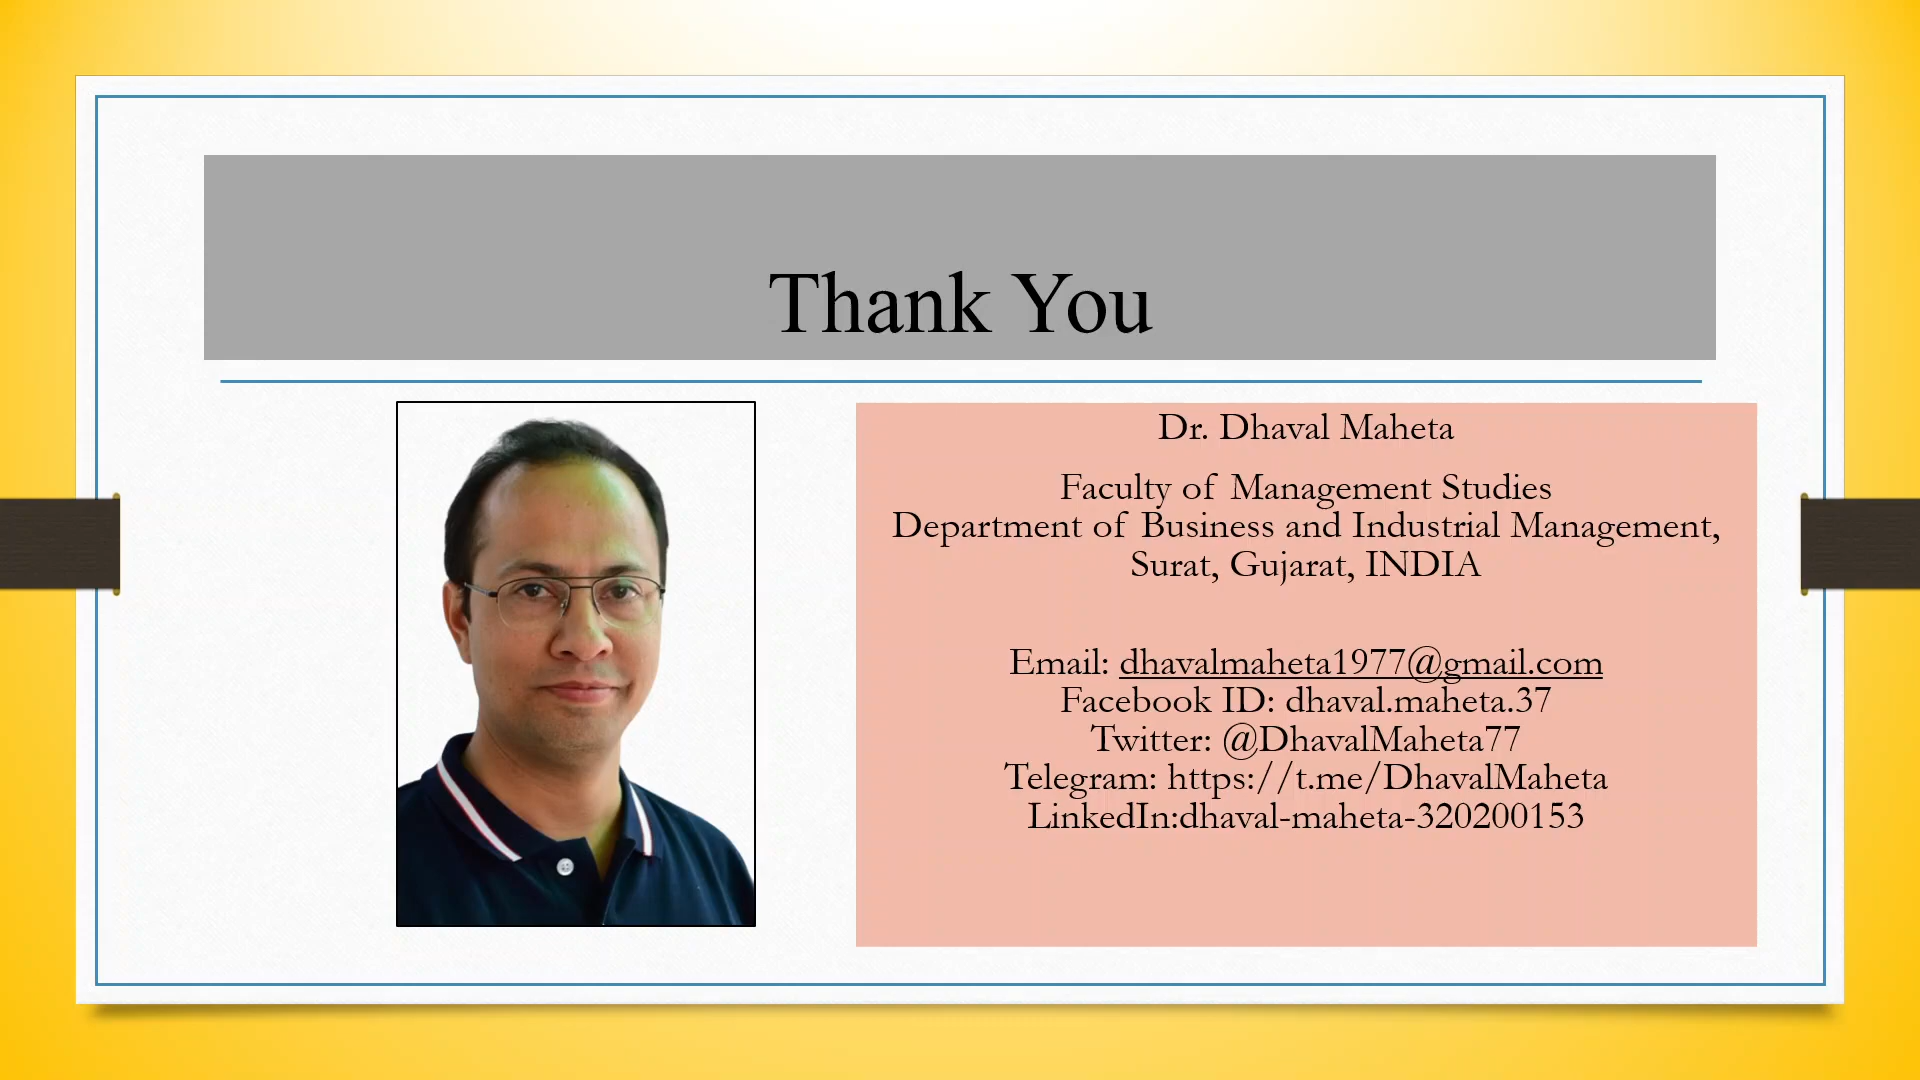 Thank You
Dr. Dhaval Maheta
Faculty of Management Studies
Department of Business and Industrial Management,
Surat, Gujarat, INDIA
Email: dhavalmaheta1977@gmail.com
Facebook ID: dhaval.maheta.37
Twitter: @DhavalMaheta77
Telegram: https://t.me/DhavalMaheta
LinkedIn:dhaval-maheta-320200153